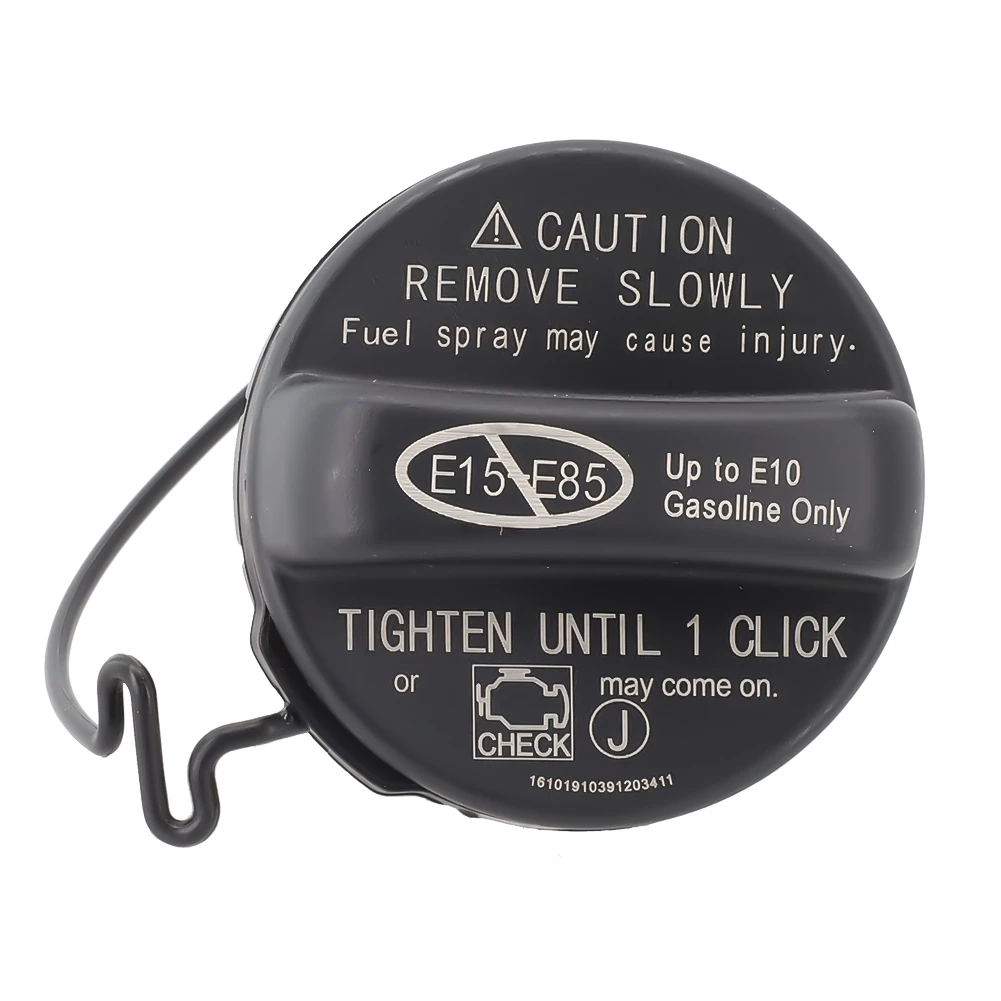 CAUTION
REMOVE SLOWLY
Fuel spray may cause injury.
E15-E85
Up to E10
Gasollne Only
TIGHTEN UNTIL 1 CLICK
or CHECK may come on.
J
16101910391203411